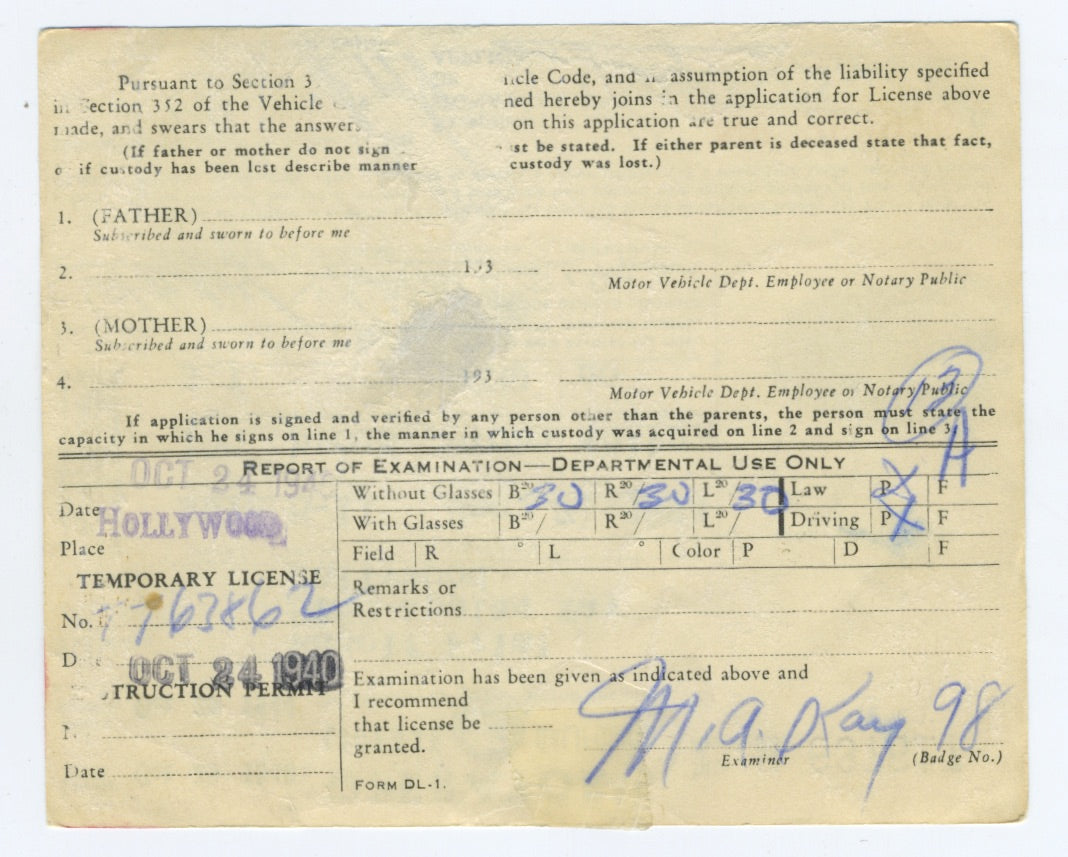 Pursuant to Section 3 icle Code, and in assumption of the liability specified
in Section 352 of the Vehicle ned hereby joins in the application for License above
made, and swears that the answers on this application are true and correct.
(If father or mother do not sign st be stated. If either parent is deceased state that fact,
or if custody has been lost describe manner custody was lost.)
1. (FATHER)
Subscribed and sworn to before me
2. 193
Motor Vehicle Dept. Employee or Notary Public
3. (MOTHER)
Subscribed and sworn to before me
4. 193
Motor Vehicle Dept. Employee or Notary Public
If application is signed and verified by any person other than the parents, the person must state the
capacity in which he signs on line 1, the manner in which custody was acquired on line 2 and sign on line 3.
A
REPORT OF EXAMINATION—DEPARTMENTAL USE ONLY
OCT 24 1940
Without Glasses B20/30 R20/30 L20/30 Law P X F
Date
HOLLYWOOD
With Glasses B20/ R20/ L20/ Driving P X F
Place
Field R ° L ° Color P D F
TEMPORARY LICENSE
Remarks or
Restrictions
No. 763862
Date OCT 24 1940
TRUCTION PERMIT
Examination has been given as indicated above and
I recommend
that license be
granted.
M. A. Kay 98
Examiner (Badge No.)
N.
Date
FORM DL-1.